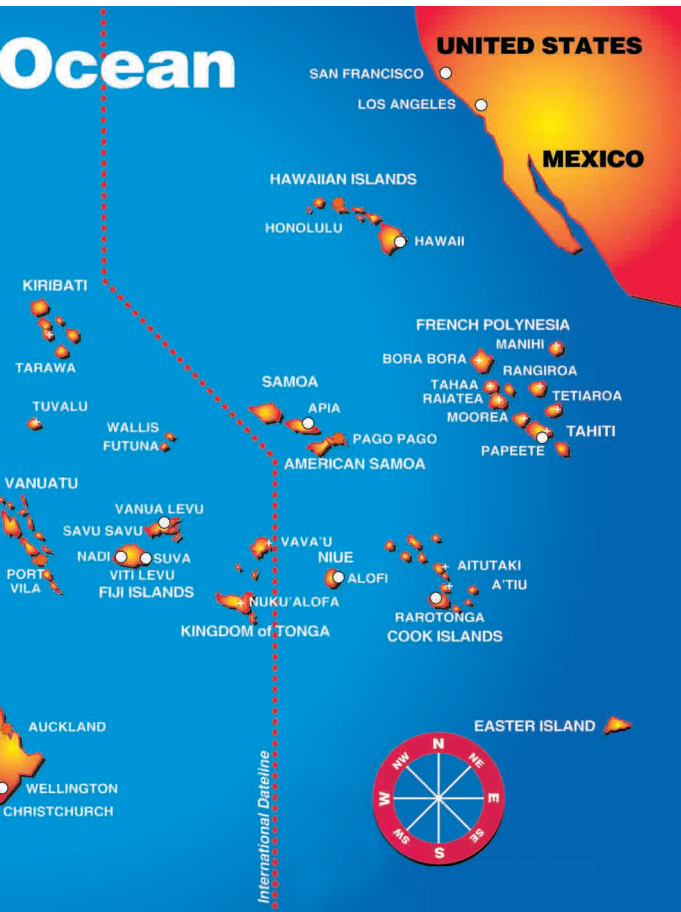 Ocean
UNITED STATES
SAN FRANCISCO
LOS ANGELES
MEXICO
HAWAIIAN ISLANDS
HONOLULU
HAWAII
KIRIBATI
TARAWA
FRENCH POLYNESIA
MANIHI
BORA BORA
RANGIROA
TAHAA
RAIATEA
TETIAROA
MOOREA
TAHITI
PAPEETE
SAMOA
APIA
PAGO PAGO
AMERICAN SAMOA
TUVALU
WALLIS
FUTUNA
VANUATU
VANUA LEVU
SAVU SAVU
NADI
SUVA
VITI LEVU
FIJI ISLANDS
PORT
VILA
VAVA'U
NIUE
ALOFI
NUKU'ALOFA
KINGDOM of TONGA
AITUTAKI
A'TIU
RAROTONGA
COOK ISLANDS
AUCKLAND
WELLINGTON
CHRISTCHURCH
EASTER ISLAND
International Dateline
N
NE
E
SE
S
SW
W
NW